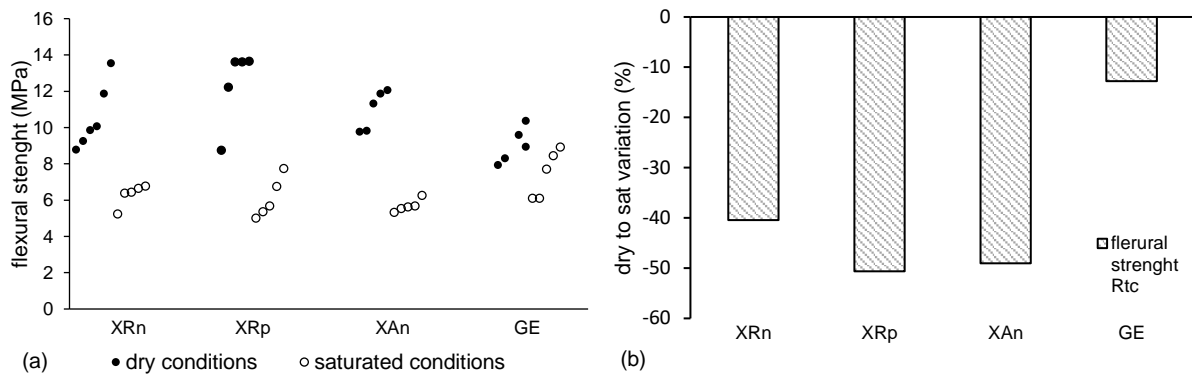 16
14
12
10
8
6
4
2
0
flexural stenght (MPa)
XRn XRp XAn GE
(a) dry conditions saturated conditions
0
-10
-20
-30
-40
-50
-60
dry to sat variation (%)
flerural
strenght
Rtc
XRn XRp XAn GE
(b)